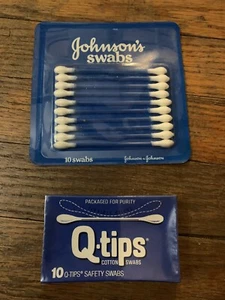 Johnson's
swabs
10 swabs Johnson & Johnson
PACKAGED FOR PURITY
Q-tips®
COTTON SWABS
10 Q-TIPS® SAFETY SWABS